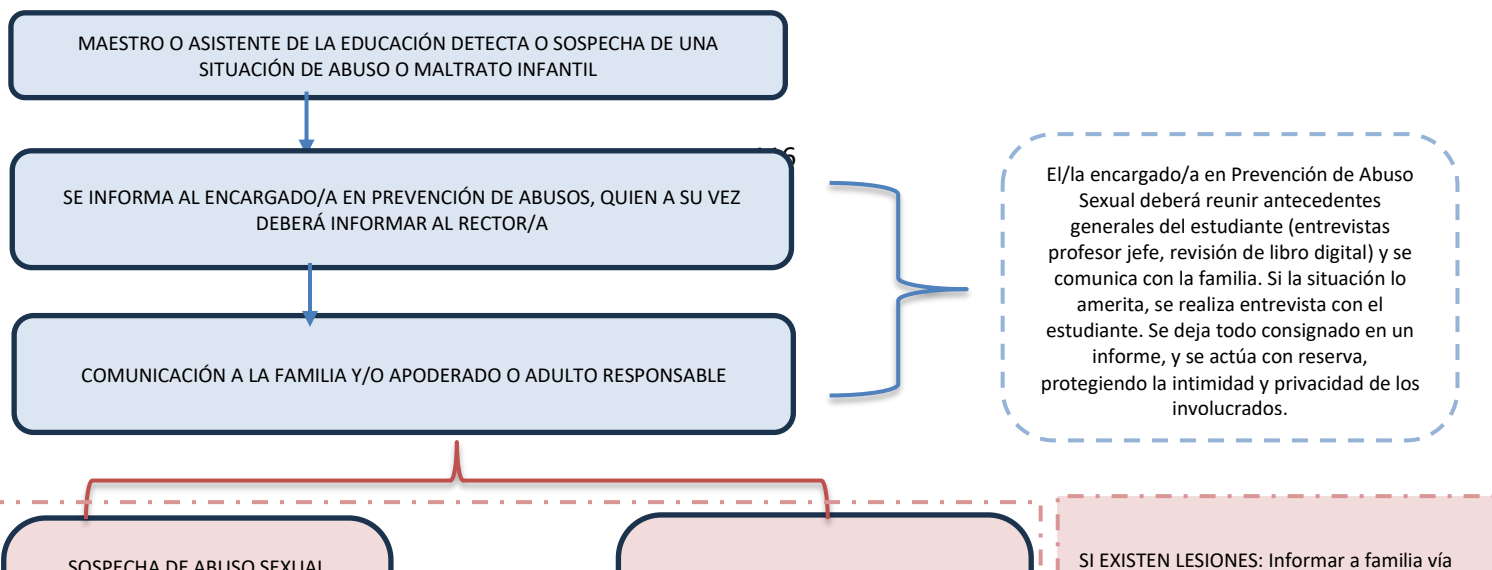 MAESTRO O ASISTENTE DE LA EDUCACIÓN DETECTA O SOSPECHA DE UNA
SITUACIÓN DE ABUSO O MALTRATO INFANTIL
SE INFORMA AL ENCARGADO/A EN PREVENCIÓN DE ABUSOS, QUIEN A SU VEZ
DEBERÁ INFORMAR AL RECTOR/A
COMUNICACIÓN A LA FAMILIA Y/O APODERADO O ADULTO RESPONSABLE
El/la encargado/a en Prevención de Abuso
Sexual deberá reunir antecedentes
generales del estudiante (entrevistas
profesor jefe, revisión de libro digital) y se
comunica con la familia. Si la situación lo
amerita, se realiza entrevista con el
estudiante. Se deja todo consignado en un
informe, y se actúa con reserva,
protegiendo la intimidad y privacidad de los
involucrados.
SOSPECHA DE ABUSO SEXUAL
SI EXISTEN LESIONES: Informar a familia vía